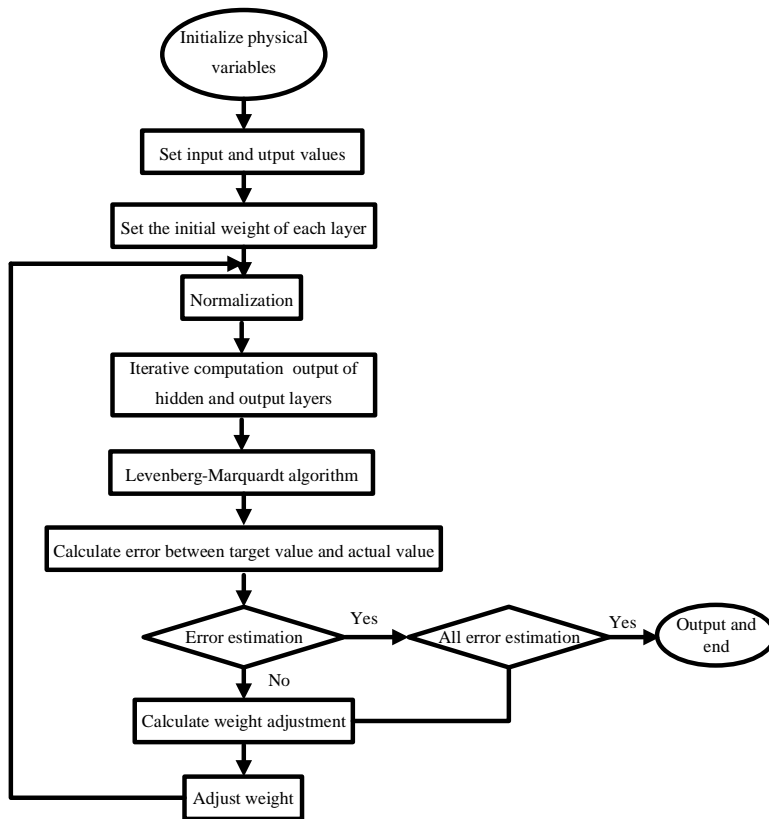 Initialize physical
variables
Set input and utput values
Set the initial weight of each layer
Normalization
Iterative computation output of
hidden and output layers
Levenberg-Marquardt algorithm
Calculate error between target value and actual value
Error estimation
Yes
All error estimation
Yes
Output and
end
No
Calculate weight adjustment
Adjust weight